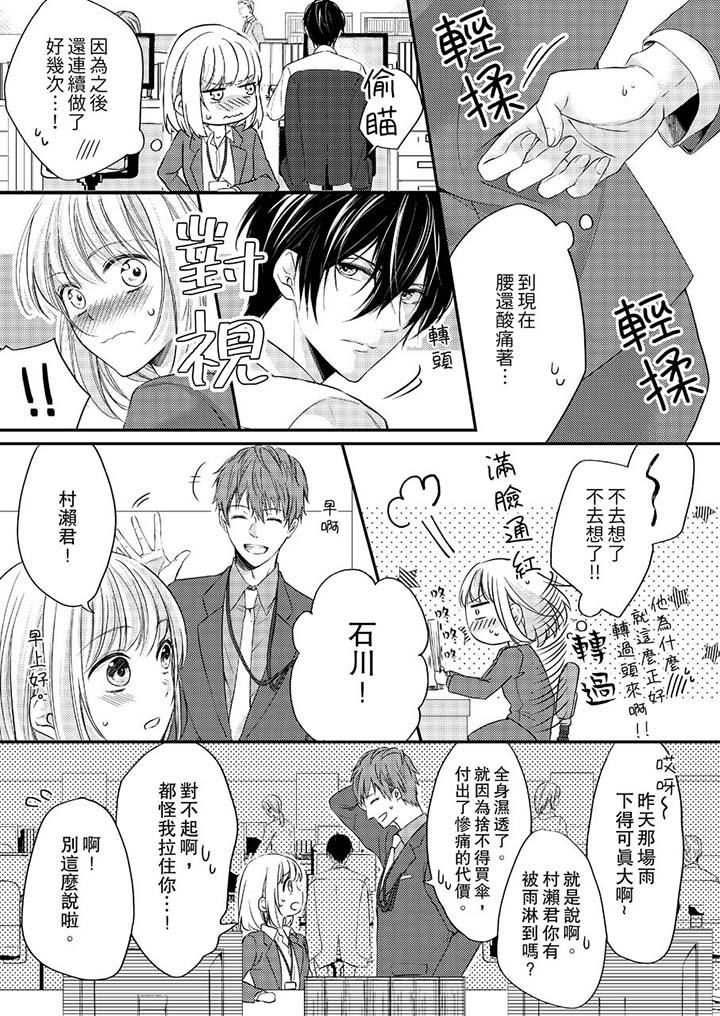 輕揉
輕揉
到現在
腰還酸痛著…
因為之後
還連續做了
好幾次…！
偷瞄
轉頭
對視
!!
不去想了
不去想了!!
滿臉通紅
咚咚
咚咚
咚咚
轉過
他為什麼
就這麼正好
轉過頭來啊!!
村瀨君！
早啊
石川！
早上好。
哎呀~
昨天那場雨
下得可真大啊~
就是說啊。
村瀨君你有
被雨淋到嗎？
全身濕透了。
就因為捨不得買傘，
付出了慘痛的代價。
對不起啊，
都怪我拉住你…！
啊！
別這麼說啦。